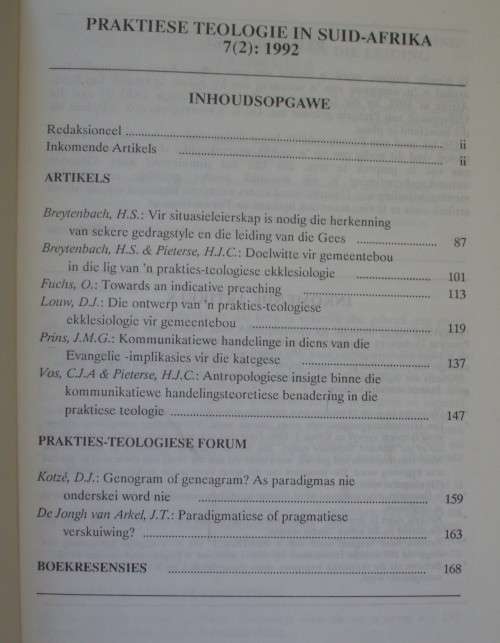 PRAKTIESE TEOLOGIE IN SUID-AFRIKA
7(2): 1992
INHOUDSOPGAWE
Redaksioneel ........ ii
Inkomende Artikels ........ ii
ARTIKELS
Breytenbach, H.S.: Vir situasieleierskap is nodig die herkenning
van sekere gedragstyle en die leiding van die Gees ........ 87
Breytenbach, H.S. & Pieterse, H.J.C.: Doelwitte vir gemeentebou
in die lig van 'n prakties-teologiese ekklesiologie ........ 101
Fuchs, O.: Towards an indicative preaching ........ 113
Louw, D.J.: Die ontwerp van 'n prakties-teologiese
ekklesiologie vir gemeentebou ........ 119
Prins, J.M.G.: Kommunikatiewe handelinge in diens van die
Evangelie -implikasies vir die kategese ........ 137
Vos, C.J.A & Pieterse, H.J.C.: Antropologiese insigte binne die
kommunikatiewe handelingsteoretiese benadering in die
praktiese teologie ........ 147
PRAKTIES-TEOLOGIESE FORUM
Kotzé, D.J.: Genogram of geneagram? As paradigmas nie
onderskei word nie ........ 159
De Jongh van Arkel, J.T.: Paradigmatiese of pragmatiese
verskuiwing? ........ 163
BOEKRESENSIES ........ 168